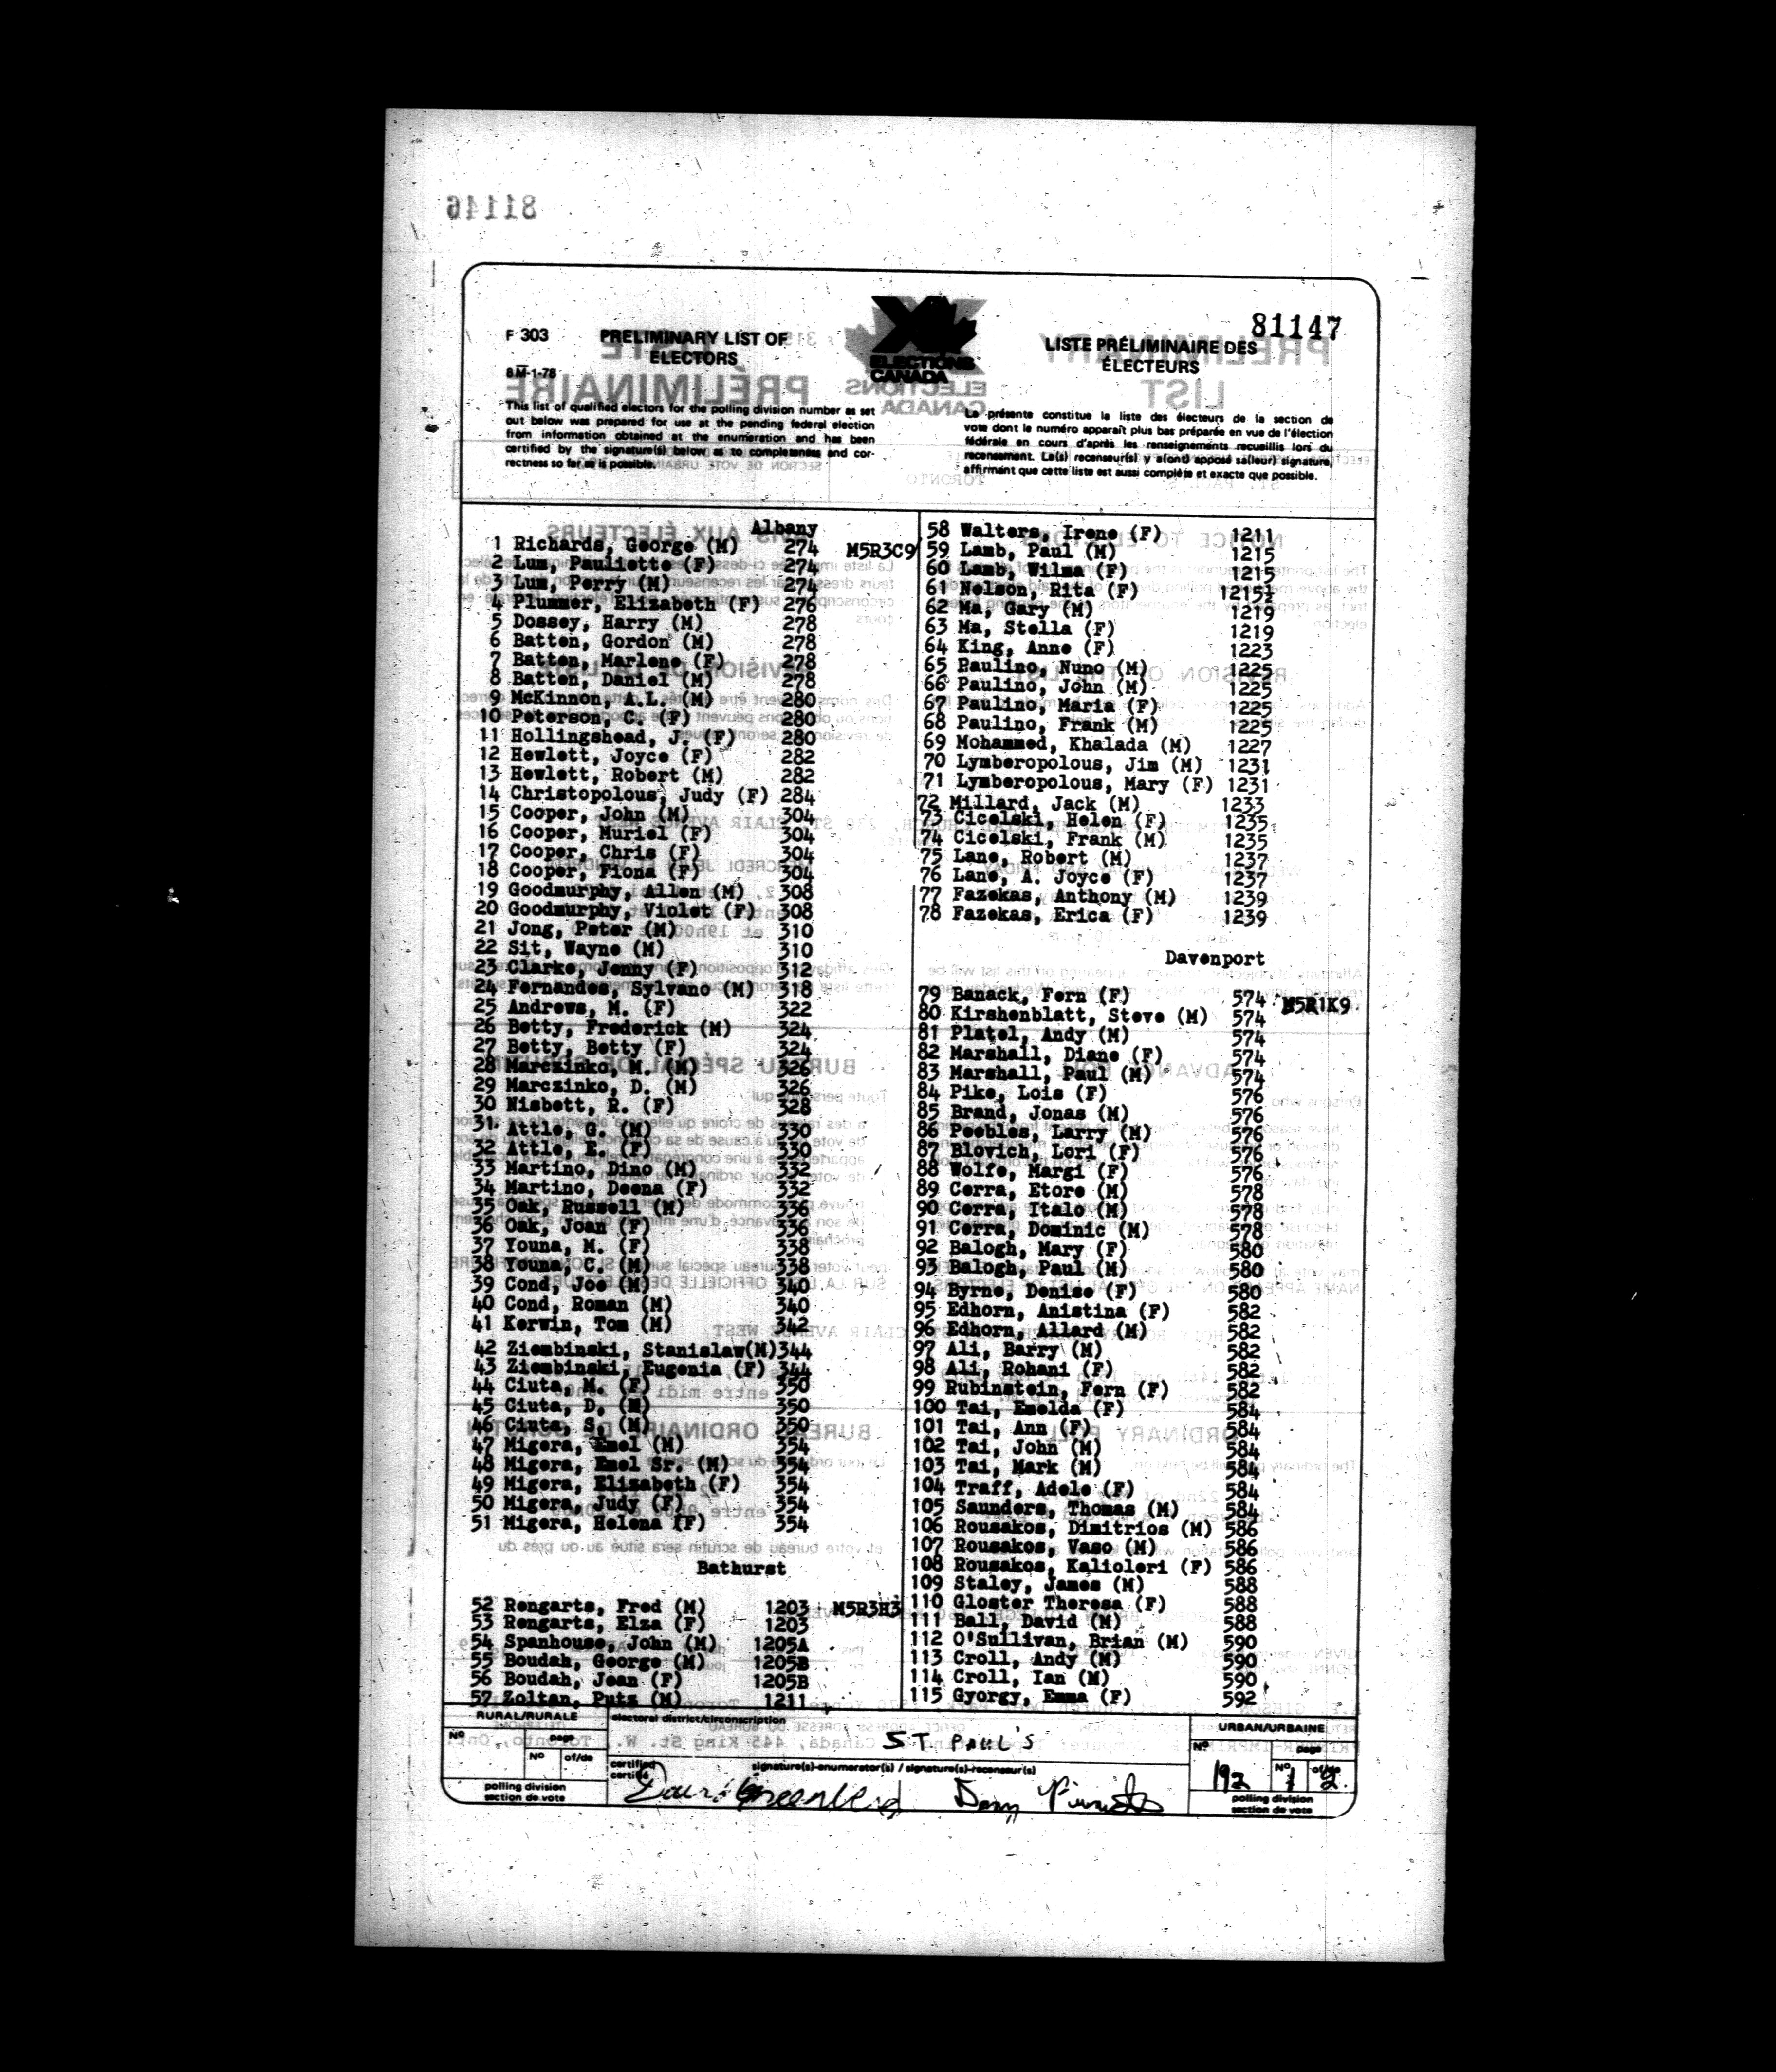 81146
81147
F 303
8M-1-78
PRELIMINARY LIST OF
ELECTORS
ELECTIONS
CANADA
LISTE PRÉLIMINAIRE DES
ÉLECTEURS
This list of qualified electors for the polling division number as set
out below was prepared for use at the pending federal election
from information obtained at the enumeration and has been
certified by the signature(s) below as to completeness and cor-
rectness so far as is possible.
La présente constitue la liste des électeurs de la section de
vote dont le numéro apparaît plus bas préparée en vue de l'élection
fédérale en cours d'après les renseignements recueillis lors du
recensement. Le(s) recenseur(s) y a(ont) apposé sa(leur) signature,
affirmant que cette liste est aussi complète et exacte que possible.
Albany
1 Richards, George (M) 274 M5R3C9
2 Lum, Pauliette (F) 274
3 Lum, Perry (M) 274
4 Plummer, Elizabeth (F) 276
5 Dossey, Harry (M) 278
6 Batten, Gordon (M) 278
7 Batten, Marlene (F) 278
8 Batten, Daniel (M) 278
9 McKinnon, A.L. (M) 280
10 Peterson, C. (F) 280
11 Hollingshead, J. (F) 280
12 Hewlett, Joyce (F) 282
13 Hewlett, Robert (M) 282
14 Christopolous, Judy (F) 284
15 Cooper, John (M) 304
16 Cooper, Muriel (F) 304
17 Cooper, Chris (F) 304
18 Cooper, Fiona (F) 304
19 Goodmurphy, Allen (M) 308
20 Goodmurphy, Violet (F) 308
21 Jong, Peter (M) 310
22 Sit, Wayne (M) 310
23 Clarke, Jenny (F) 312
24 Fernandes, Sylvano (M) 318
25 Andrews, M. (F) 322
26 Betty, Frederick (M) 324
27 Betty, Betty (F) 324
28 Marczinko, M. (M) 326
29 Marczinko, D. (M) 326
30 Nisbett, R. (F) 328
31 Attle, G. (M) 330
32 Attle, E. (F) 330
33 Martino, Dino (M) 332
34 Martino, Deena (F) 332
35 Oak, Russell (M) 336
36 Oak, Joan (F) 336
37 Youna, M. (F) 338
38 Youna, C. (M) 338
39 Cond, Joe (M) 340
40 Cond, Roman (M) 340
41 Kerwin, Tom (M) 342
42 Ziembinski, Stanislaw(M)344
43 Ziembinski, Eugenia (F) 344
44 Ciuta, M. (F) 350
45 Ciuta, D. (M) 350
46 Ciuta, S. (M) 350
47 Migera, Emel (M) 354
48 Migera, Emel Sr. (M) 354
49 Migera, Elizabeth (F) 354
50 Migera, Judy (F) 354
51 Migera, Helena (F) 354
Bathurst
52 Rengarts, Fred (M) 1203 M5R3H3
53 Rengarts, Elza (F) 1203
54 Spanhouse, John (M) 1205A
55 Boudah, George (M) 1205B
56 Boudah, Jean (F) 1205B
57 Zoltan, Puts (M) 1211
58 Walters, Irene (F) 1211
59 Lamb, Paul (M) 1215
60 Lamb, Wilma (F) 1215
61 Nelson, Rita (F) 1215½
62 Ma, Gary (M) 1219
63 Ma, Stella (F) 1219
64 King, Anne (F) 1223
65 Paulino, Nuno (M) 1225
66 Paulino, John (M) 1225
67 Paulino, Maria (F) 1225
68 Paulino, Frank (M) 1225
69 Mohammed, Khalada (M) 1227
70 Lymberopolous, Jim (M) 1231
71 Lymberopolous, Mary (F) 1231
72 Millard, Jack (M) 1233
73 Cicelski, Helen (F) 1235
74 Cicelski, Frank (M) 1235
75 Lane, Robert (M) 1237
76 Lane, A. Joyce (F) 1237
77 Fazekas, Anthony (M) 1239
78 Fazekas, Erica (F) 1239
Davenport
79 Banack, Fern (F) 574 M5R1K9
80 Kirshenblatt, Steve (M) 574
81 Platel, Andy (M) 574
82 Marshall, Diane (F) 574
83 Marshall, Paul (M) 574
84 Pike, Lois (F) 576
85 Brand, Jonas (M) 576
86 Peebles, Larry (M) 576
87 Blovich, Lori (F) 576
88 Wolfe, Margi (F) 576
89 Cerra, Etore (M) 578
90 Cerra, Italo (M) 578
91 Cerra, Dominic (M) 578
92 Balogh, Mary (F) 580
93 Balogh, Paul (M) 580
94 Byrne, Denise (F) 580
95 Edhorn, Anistina (F) 582
96 Edhorn, Allard (M) 582
97 Ali, Barry (M) 582
98 Ali, Rohani (F) 582
99 Rubinstein, Fern (F) 582
100 Tai, Emelda (F) 584
101 Tai, Ann (F) 584
102 Tai, John (M) 584
103 Tai, Mark (M) 584
104 Traff, Adele (F) 584
105 Saunders, Thomas (M) 584
106 Rousakos, Dimitrios (M) 586
107 Rousakos, Vaso (M) 586
108 Rousakos, Kalioleri (F) 586
109 Staley, James (M) 588
110 Gloster Theresa (F) 588
111 Ball, David (M) 588
112 O'Sullivan, Brian (M) 590
113 Croll, Andy (M) 590
114 Croll, Ian (M) 590
115 Gyorgy, Emma (F) 592
RURAL/RURALE
No page
No of/de
polling division
section de vote
electoral district/circonscription
ST. PAUL'S
certified
certifié
signature(s)-enumerator(s) / signature(s)-recenseur(s)
Greenberg
URBAN/URBAINE
No page
192 No 1 of/de 2
polling division
section de vote